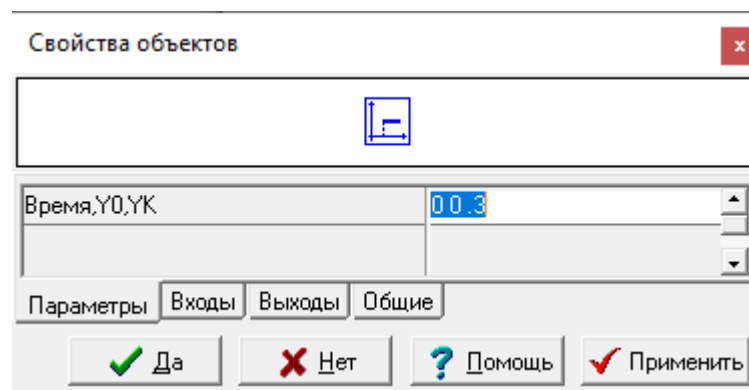 Свойства объектов
x
Время,Y0,YK
0 0 .3
Параметры
Входы
Выходы
Общие
Да
Нет
Помощь
Применить